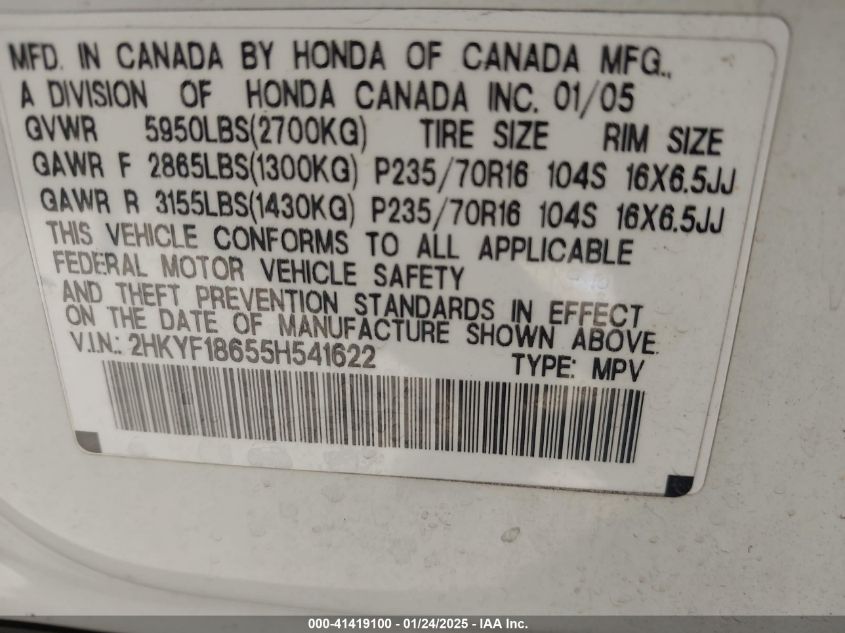 MFD. IN CANADA BY HONDA OF CANADA MFG.,
A DIVISION OF HONDA CANADA INC. 01/05
GVWR 5950LBS(2700KG) TIRE SIZE RIM SIZE
GAWR F 2865LBS(1300KG) P235/70R16 104S 16X6.5JJ
GAWR R 3155LBS(1430KG) P235/70R16 104S 16X6.5JJ
THIS VEHICLE CONFORMS TO ALL APPLICABLE
FEDERAL MOTOR VEHICLE SAFETY
AND THEFT PREVENTION STANDARDS IN EFFECT
ON THE DATE OF MANUFACTURE SHOWN ABOVE.
V.I.N.: 2HKYF18655H541622 TYPE: MPV
000-41419100 - 01/24/2025 - IAA Inc.